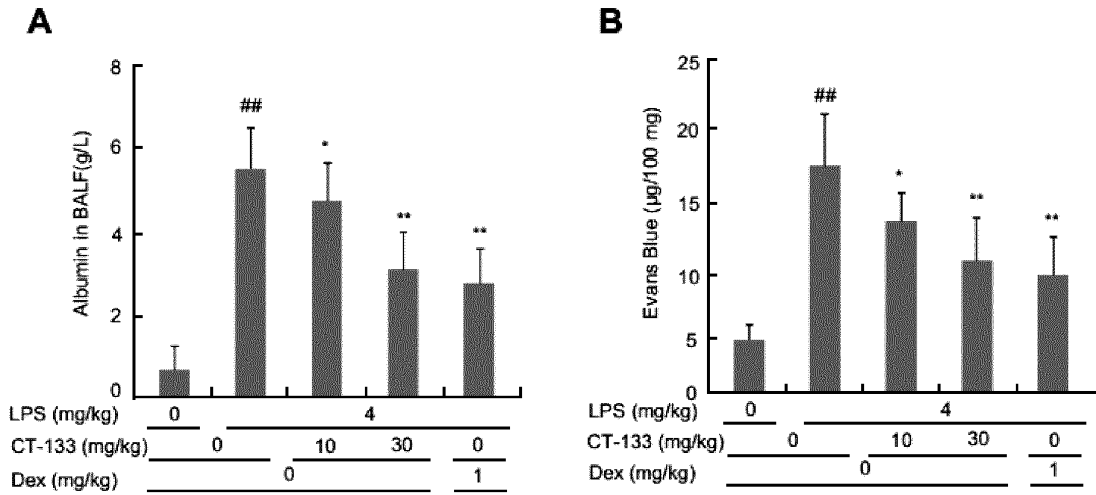 A
8
6
4
2
0
Albumin in BALF(g/L)
##
*
**
**
LPS (mg/kg) 0 4
CT-133 (mg/kg) 0 10 30 0
Dex (mg/kg) 0 1
B
25
20
15
10
5
0
Evans Blue (µg/100 mg)
##
*
**
**
LPS (mg/kg) 0 4
CT-133 (mg/kg) 0 10 30 0
Dex (mg/kg) 0 1